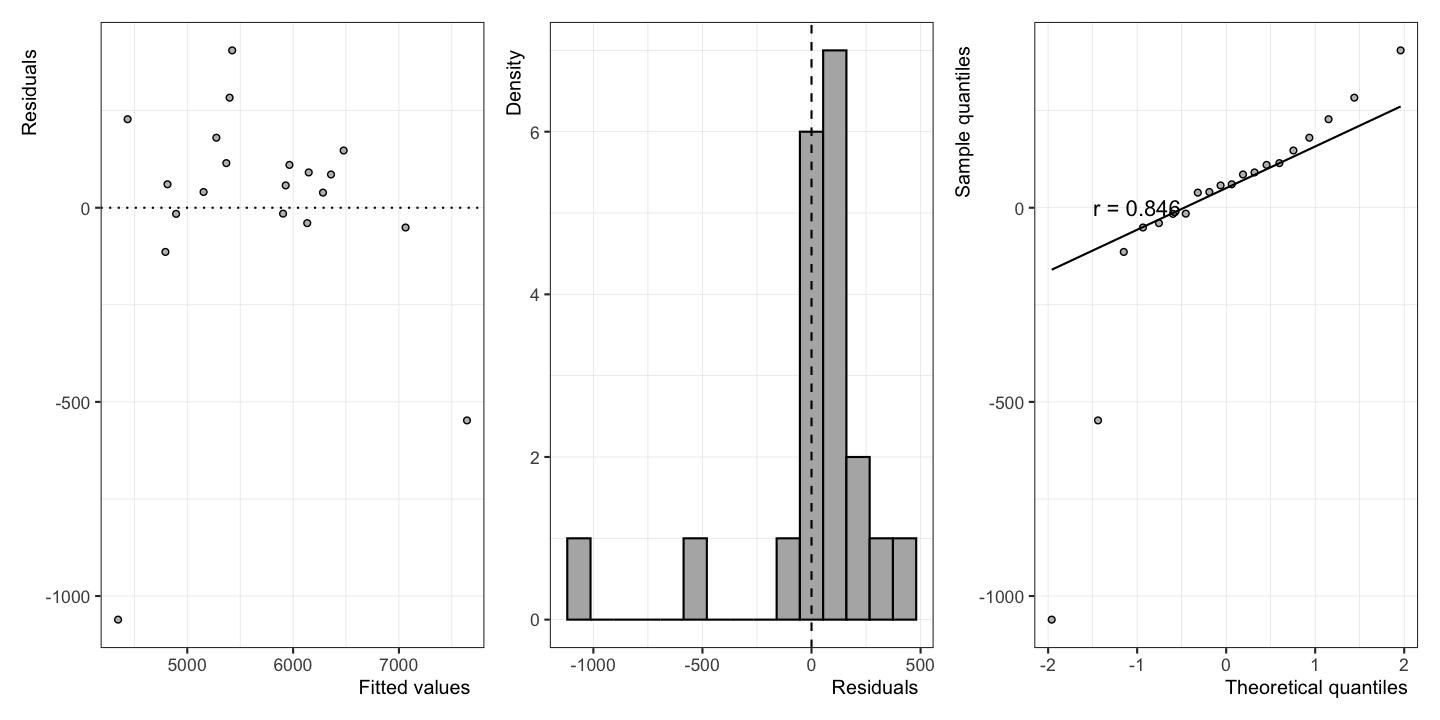 Residuals
0
-500
-1000
5000 6000 7000
Fitted values
Density
6
4
2
0
-1000 -500 0 500
Residuals
Sample quantiles
r = 0.846
0
-500
-1000
-2 -1 0 1 2
Theoretical quantiles